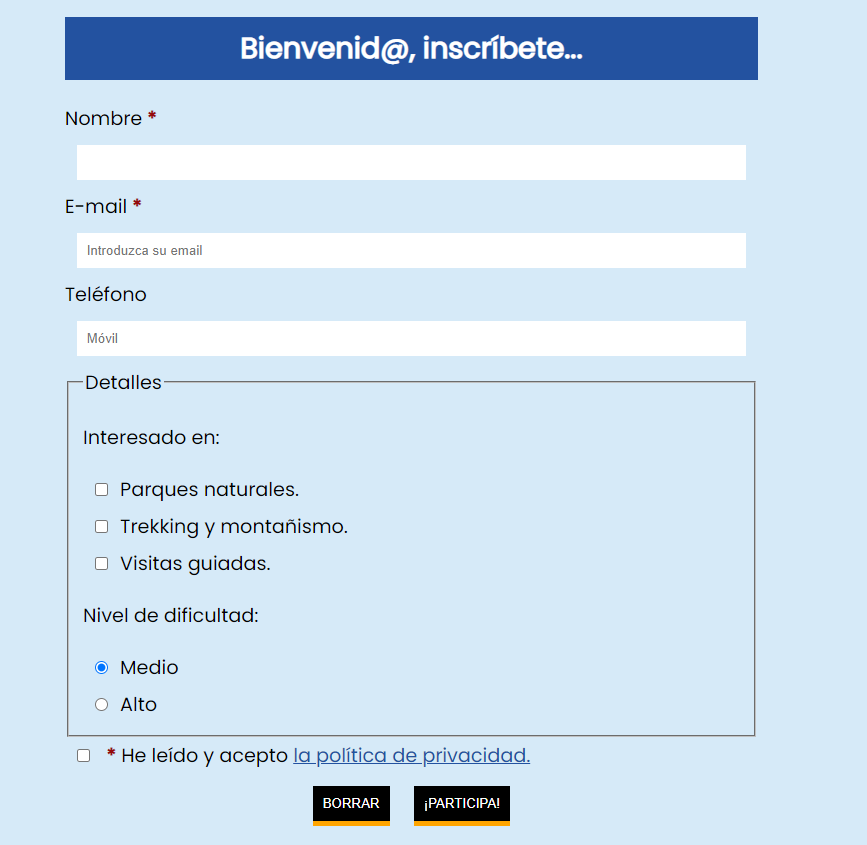 Bienvenid@, inscríbete...
Nombre *
E-mail *
Introduzca su email
Teléfono
Móvil
Detalles
Interesado en:
Parques naturales.
Trekking y montañismo.
Visitas guiadas.
Nivel de dificultad:
Medio
Alto
* He leído y acepto la política de privacidad.
BORRAR ¡PARTICIPA!